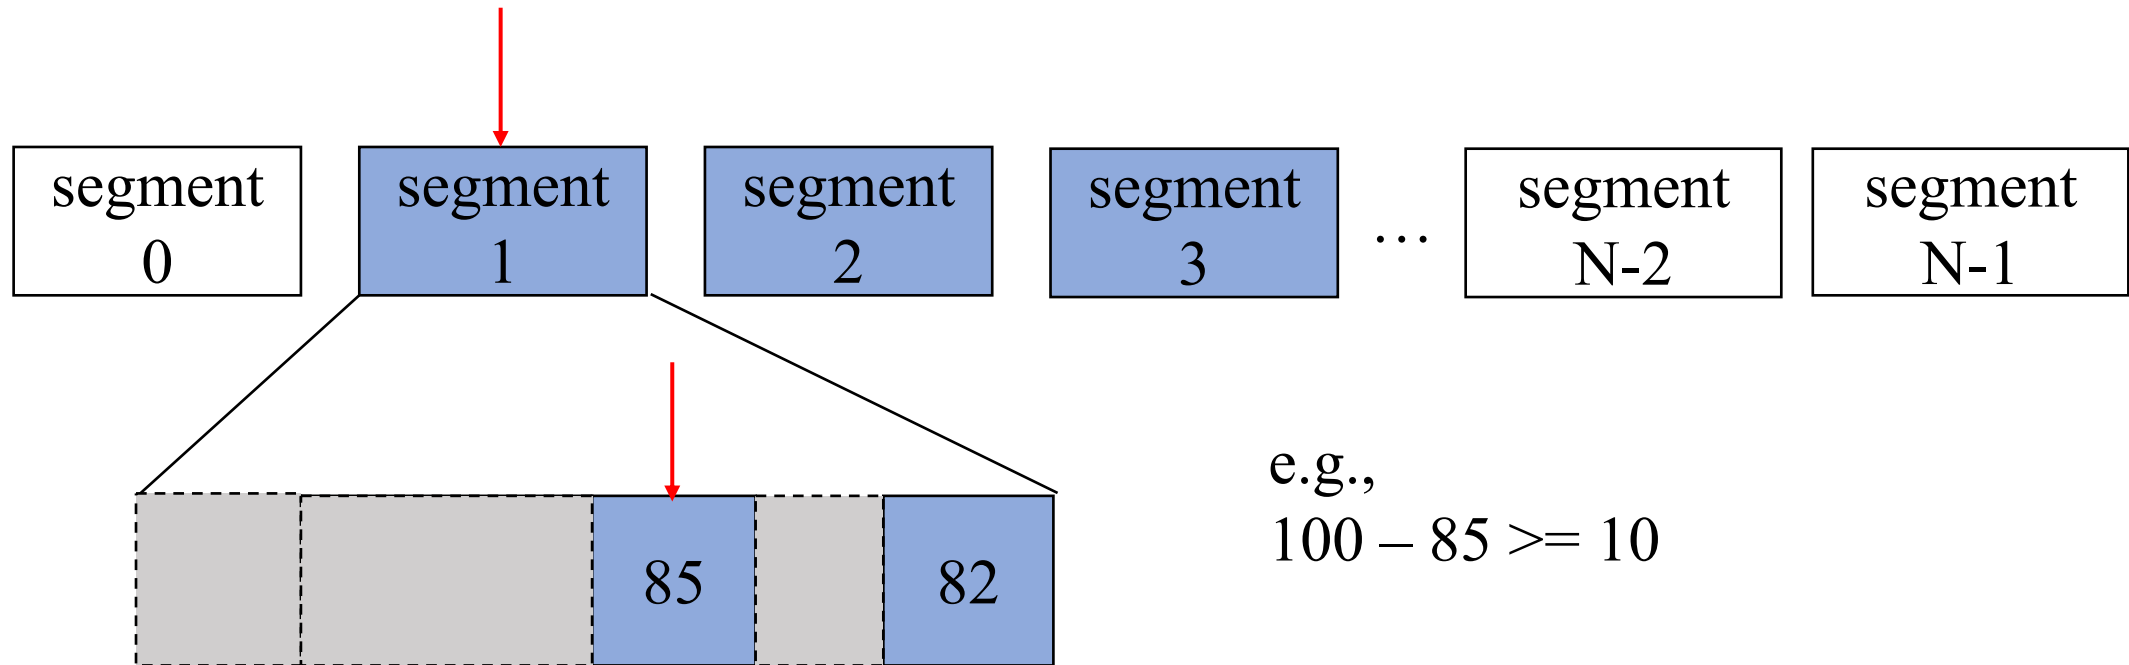 segment
0
segment
1
segment
2
segment
3
…
segment
N-2
segment
N-1
85
82
e.g.,
100 – 85 >= 10